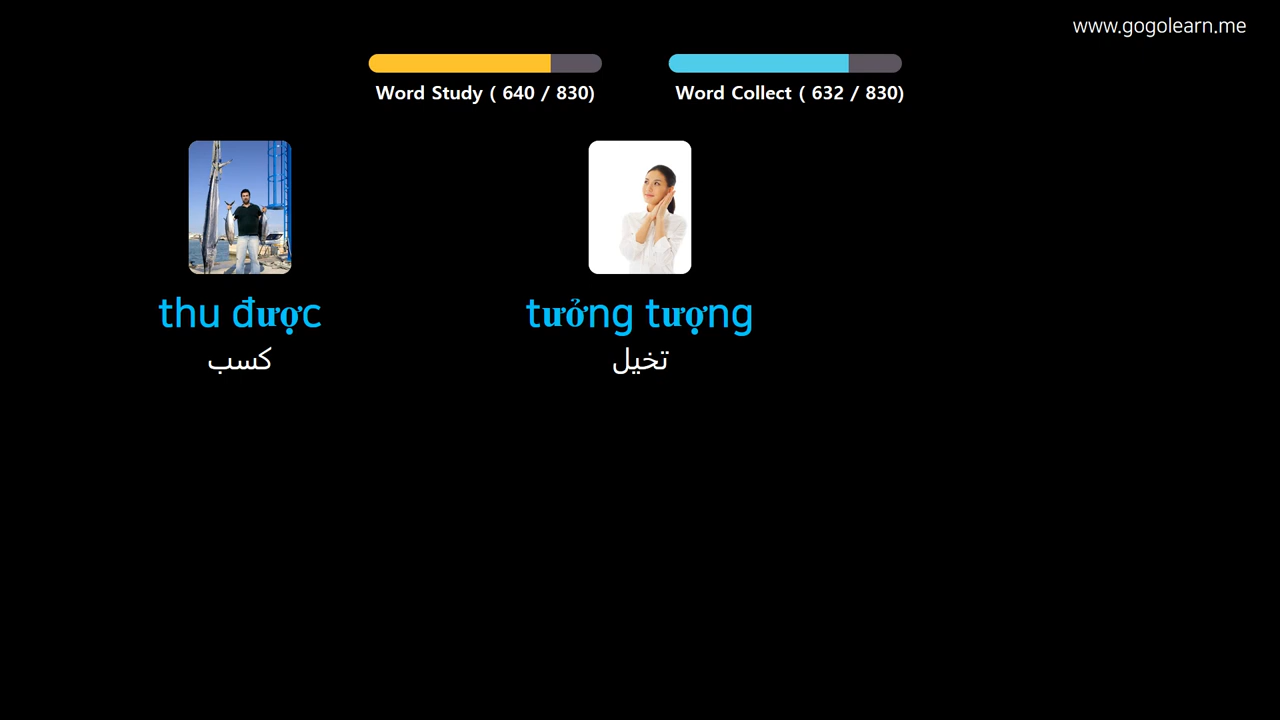 www.gogolearn.me
Word Study ( 640 / 830)
Word Collect ( 632 / 830)
thu được
tưởng tượng
كسب
تخيل